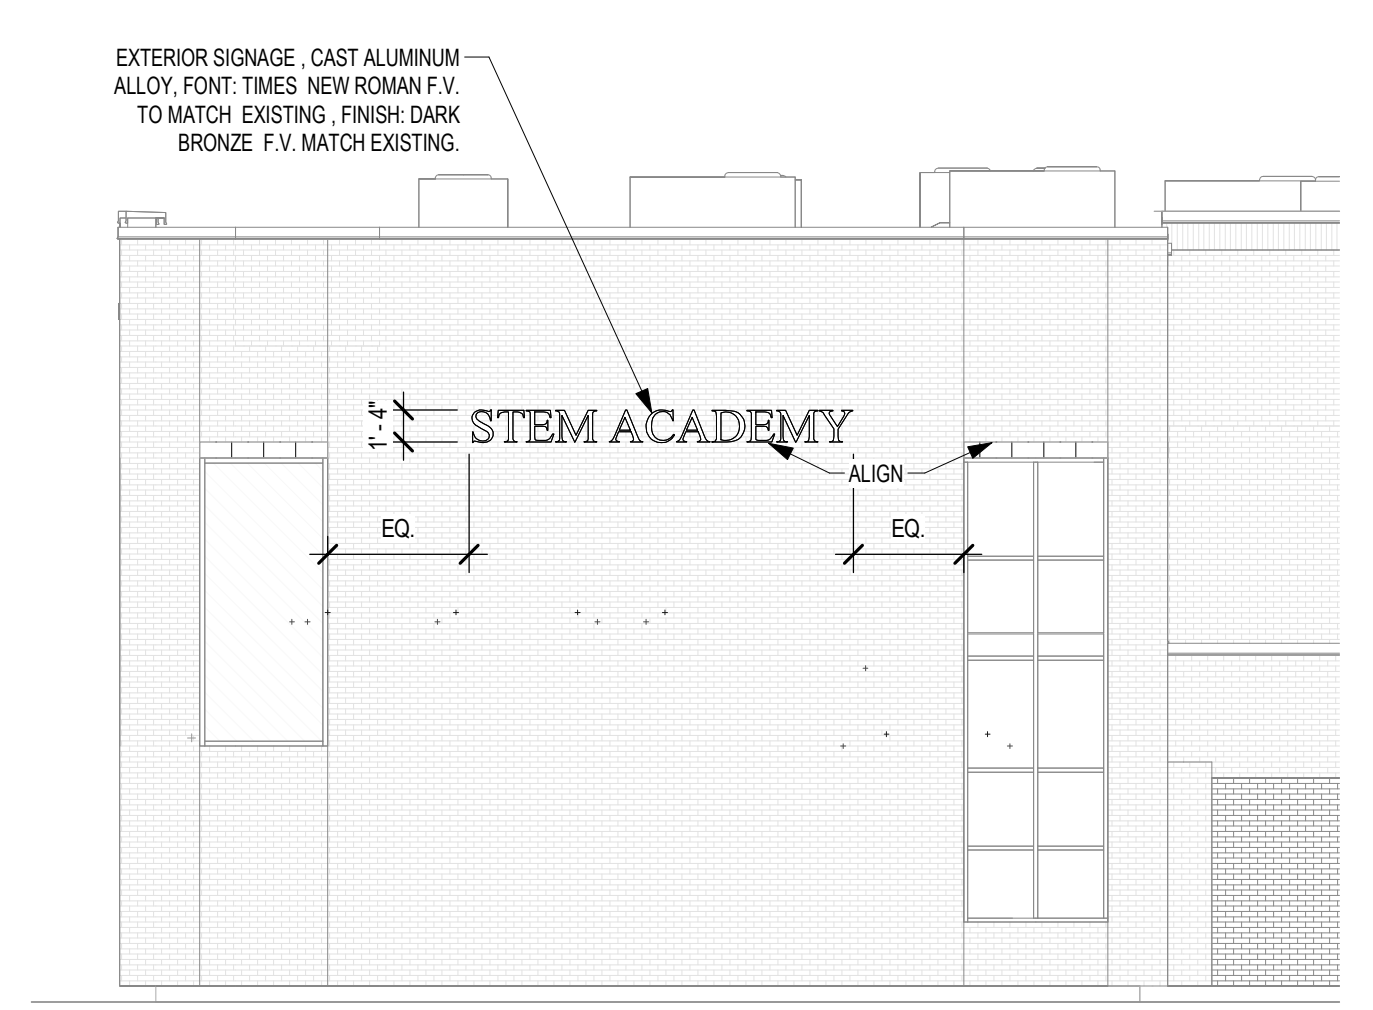 EXTERIOR SIGNAGE , CAST ALUMINUM
ALLOY, FONT: TIMES NEW ROMAN F.V.
TO MATCH EXISTING , FINISH: DARK
BRONZE F.V. MATCH EXISTING.
1' - 4"
STEM ACADEMY
ALIGN
EQ.
EQ.